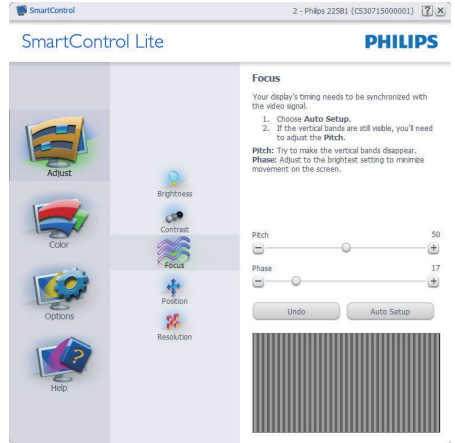 SmartControl
2 - Philips 225B1 (CS30715000001)
? ×
SmartControl Lite
PHILIPS
Adjust
Color
Options
Help
Brightness
Contrast
Focus
Position
Resolution
Focus
Your display's timing needs to be synchronized with
the video signal.
1. Choose Auto Setup.
2. If the vertical bands are still visible, you'll need
to adjust the Pitch.
Pitch: Try to make the vertical bands disappear.
Phase: Adjust to the brightest setting to minimize
movement on the screen.
Pitch 50
Phase 17
Undo Auto Setup